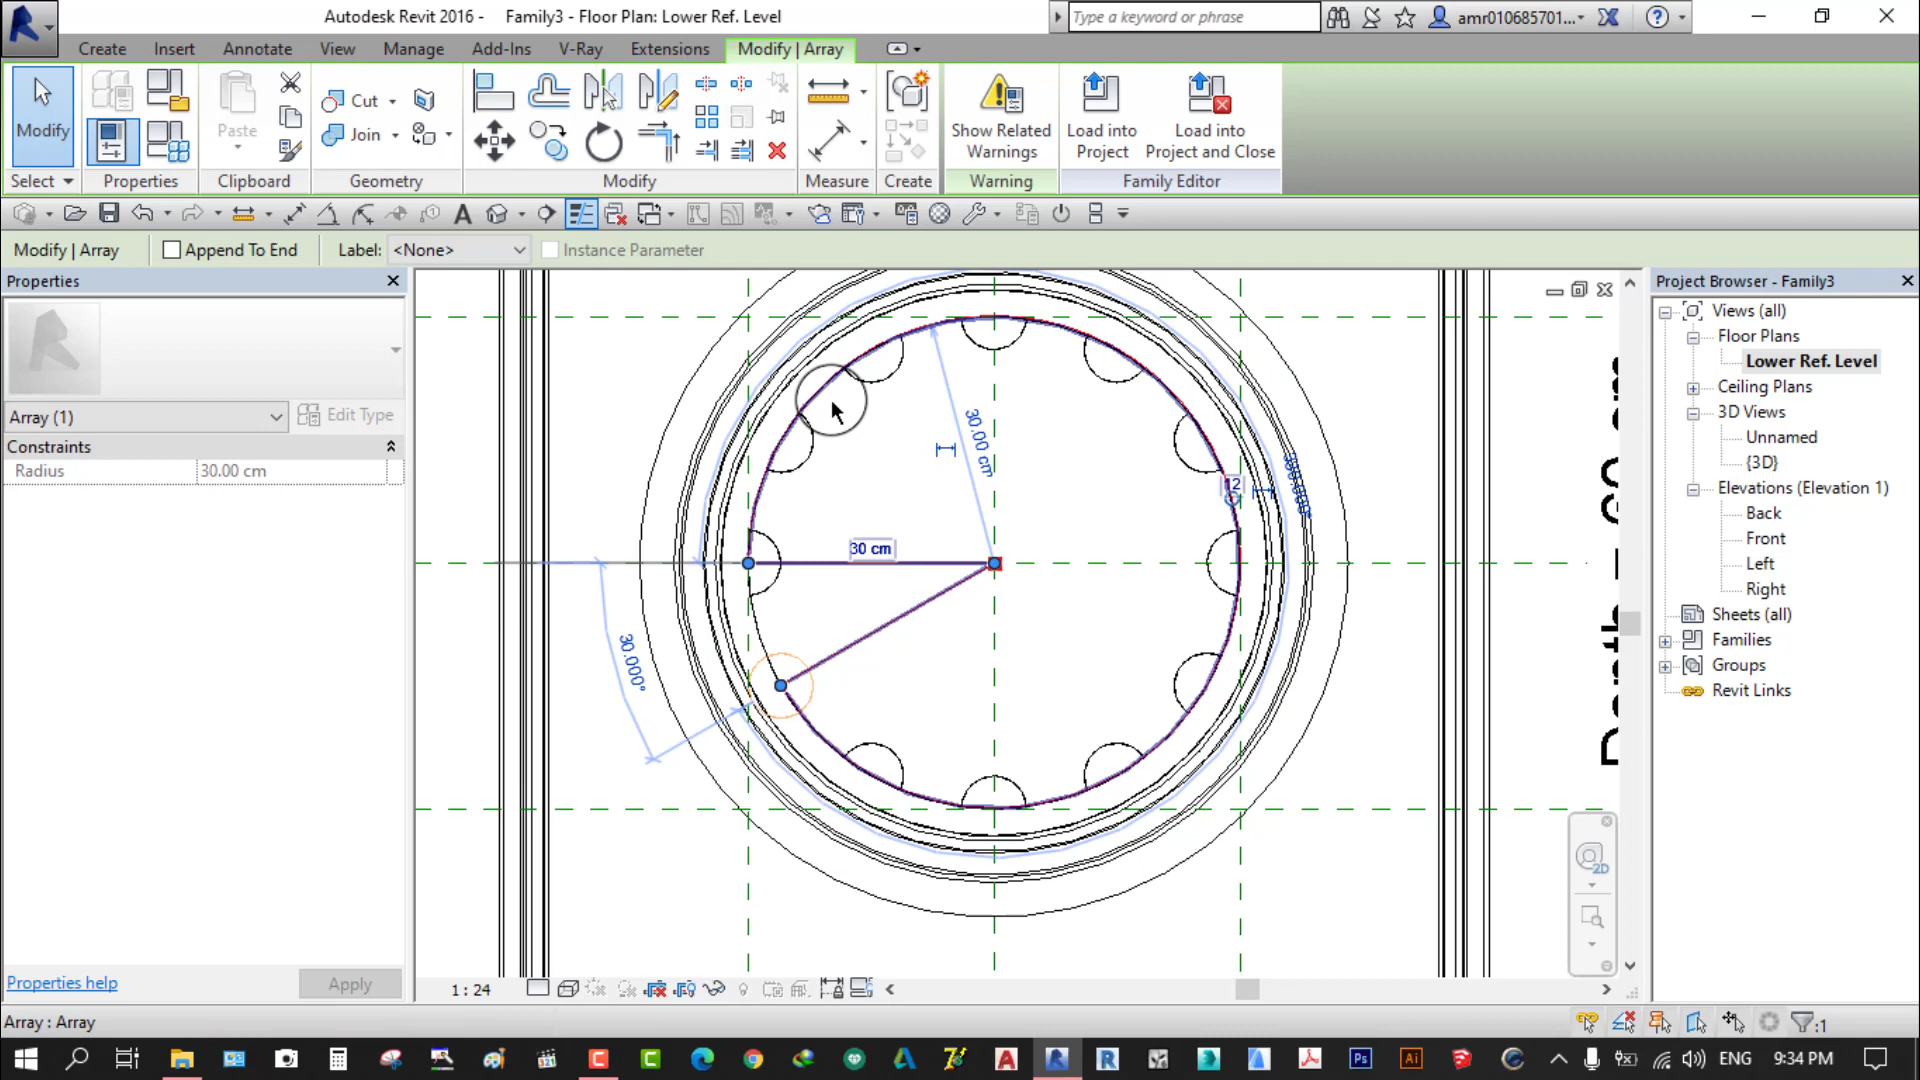 Autodesk Revit 2016 - Family3 - Floor Plan: Lower Ref. Level
Type a keyword or phrase
amr010685701...
Create Insert Annotate View Manage Add-Ins V-Ray Extensions Modify | Array
Modify
Cut
Join
Paste
Show Related Warnings
Load into Project
Load into Project and Close
Select Properties Clipboard Geometry Modify Measure Create Warning Family Editor
Modify | Array Append To End Label: <None> Instance Parameter
Properties
Array (1) Edit Type
Constraints
Radius 30.00 cm
Properties help Apply
30.00 cm
12
30 cm
30.000°
1 : 24
2D
Project Browser - Family3
Views (all)
Floor Plans
Lower Ref. Level
Ceiling Plans
3D Views
Unnamed
{3D}
Elevations (Elevation 1)
Back
Front
Left
Right
Sheets (all)
Families
Groups
Revit Links
Array : Array
:1
ENG 9:34 PM